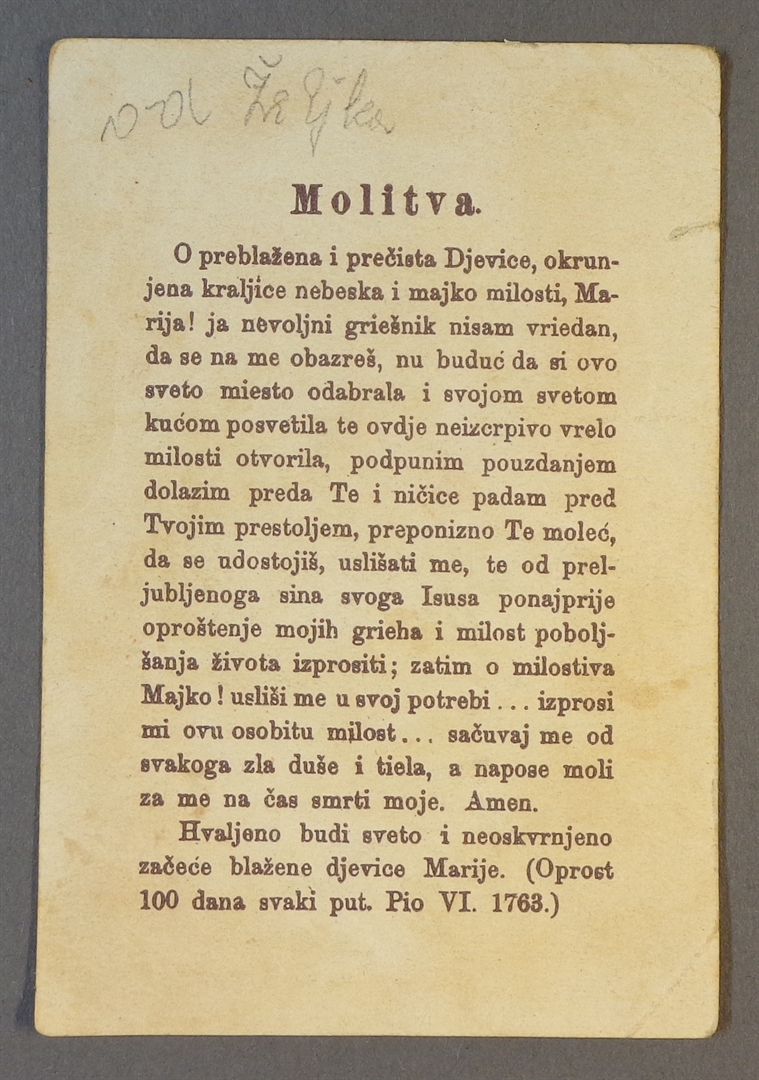 od Željka
Molitva.
O preblažena i prečista Djevice, okrun-
jena kraljice nebeska i majko milosti, Ma-
rija! ja nevoljni griešnik nisam vriedan,
da se na me obazreš, nu buduć da si ovo
sveto miesto odabrala i svojom svetom
kućom posvetila te ovdje neizcrpivo vrelo
milosti otvorila, podpunim pouzdanjem
dolazim preda Te i ničice padam pred
Tvojim prestoljem, preponizno Te moleć,
da se udostojiš, uslišati me, te od prel-
jubljenoga sina svoga Isusa ponajprije
oproštenje mojih grieha i milost pobolj-
šanja života izprositi; zatim o milostiva
Majko! usliši me u svoj potrebi... izprosi
mi ovu osobitu milost... sačuvaj me od
svakoga zla duše i tiela, a napose moli
za me na čas smrti moje. Amen.
Hvaljeno budi sveto i neoskvrnjeno
začeće blažene djevice Marije. (Oprost
100 dana svaki put. Pio VI. 1763.)